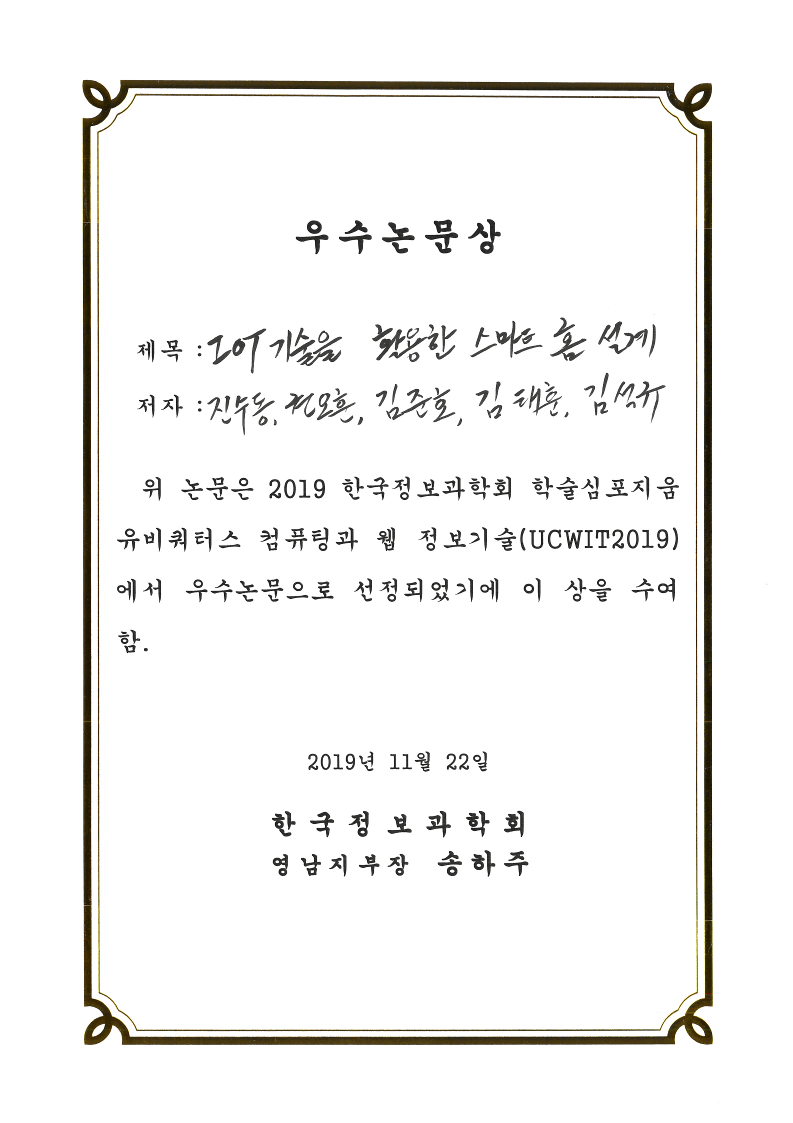 우수논문상
제목 : IoT 기술을 활용한 스마트 홈 설계
저자 : 진수동, 권오훈, 김준호, 김태훈, 김석규
위 논문은 2019 한국정보과학회 학술심포지움
유비쿼터스 컴퓨팅과 웹 정보기술(UCWIT2019)
에서 우수논문으로 선정되었기에 이 상을 수여
함.
2019년 11월 22일
한국정보과학회
영남지부장 송하주